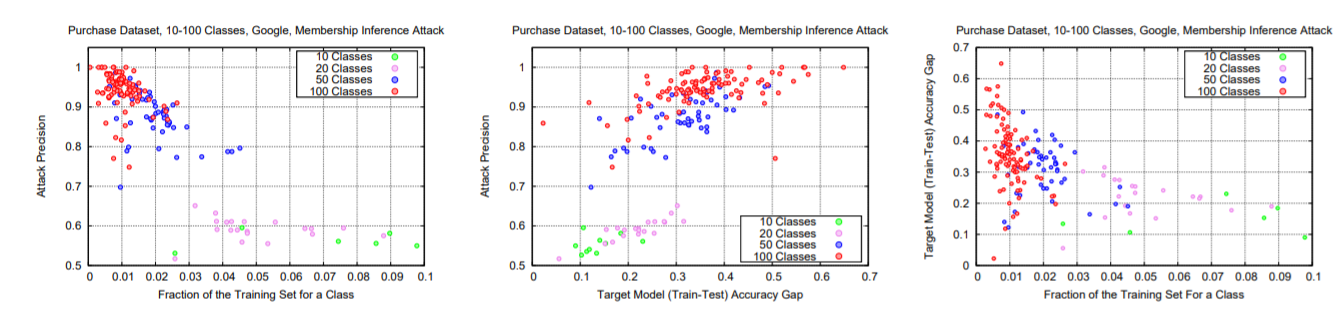 Purchase Dataset, 10-100 Classes, Google, Membership Inference Attack
Attack Precision
1
0.9
0.8
0.7
0.6
0.5
10 Classes
20 Classes
50 Classes
100 Classes
0 0.01 0.02 0.03 0.04 0.05 0.06 0.07 0.08 0.09 0.1
Fraction of the Training Set for a Class
Purchase Dataset, 10-100 Classes, Google, Membership Inference Attack
Attack Precision
1
0.9
0.8
0.7
0.6
0.5
10 Classes
20 Classes
50 Classes
100 Classes
0 0.1 0.2 0.3 0.4 0.5 0.6 0.7
Target Model (Train-Test) Accuracy Gap
Purchase Dataset, 10-100 Classes, Google, Membership Inference Attack
Target Model (Train-Test) Accuracy Gap
0.7
0.6
0.5
0.4
0.3
0.2
0.1
0
10 Classes
20 Classes
50 Classes
100 Classes
0 0.01 0.02 0.03 0.04 0.05 0.06 0.07 0.08 0.09 0.1
Fraction of the Training Set For a Class